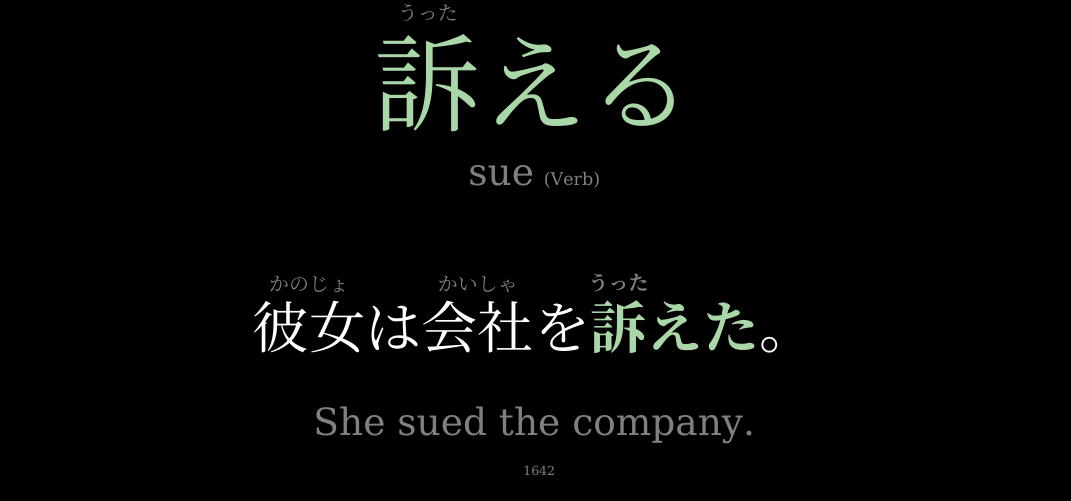 うった
訴える
sue (Verb)
かのじょ かいしゃ うった
彼女は会社を訴えた。
She sued the company.
1642